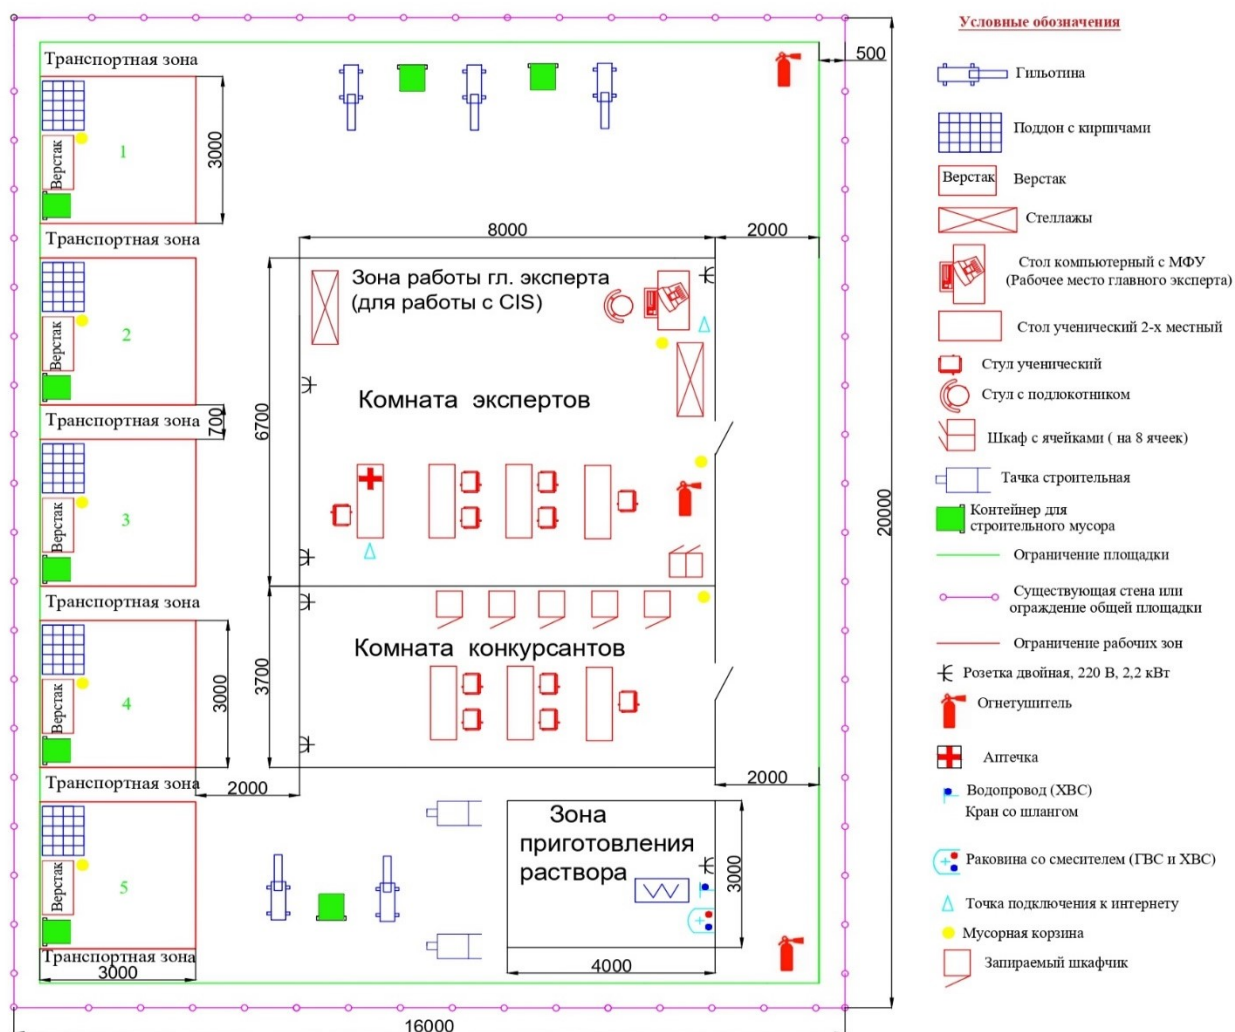 Условные обозначения
500
Транспортная зона
Верстак
1
3000
Транспортная зона
8000
2000
Зона работы гл. эксперта
(для работы с CIS)
Верстак
2
6700
Комната экспертов
Транспортная зона
700
Верстак
3
20000
Транспортная зона
Комната конкурсантов
3700
Верстак
4
3000
Транспортная зона
2000
2000
Зона
приготовления
раствора
3000
Верстак
5
Транспортная зона
3000
4000
16000
Гильотина
Поддон с кирпичами
Верстак
Верстак
Стеллажы
Стол компьютерный с МФУ
(Рабочее место главного эксперта)
Стол ученический 2-х местный
Стул ученический
Стул с подлокотником
Шкаф с ячейками ( на 8 ячеек)
Тачка строительная
Контейнер для
строительного мусора
Ограничение площадки
Существующая стена или
ограждение общей площадки
Ограничение рабочих зон
Розетка двойная, 220 В, 2,2 кВт
Огнетушитель
Аптечка
Водопровод (ХВС)
Кран со шлангом
Раковина со смесителем (ГВС и ХВС)
Точка подключения к интернету
Мусорная корзина
Запираемый шкафчик